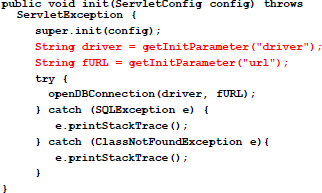 public void init(ServletConfig config) throws
ServletException {
super.init(config);
String driver = getInitParameter("driver");
String fURL = getInitParameter("url");
try {
openDBConnection(driver, fURL);
} catch (SQLException e) {
e.printStackTrace();
} catch (ClassNotFoundException e){
e.printStackTrace();
}
}